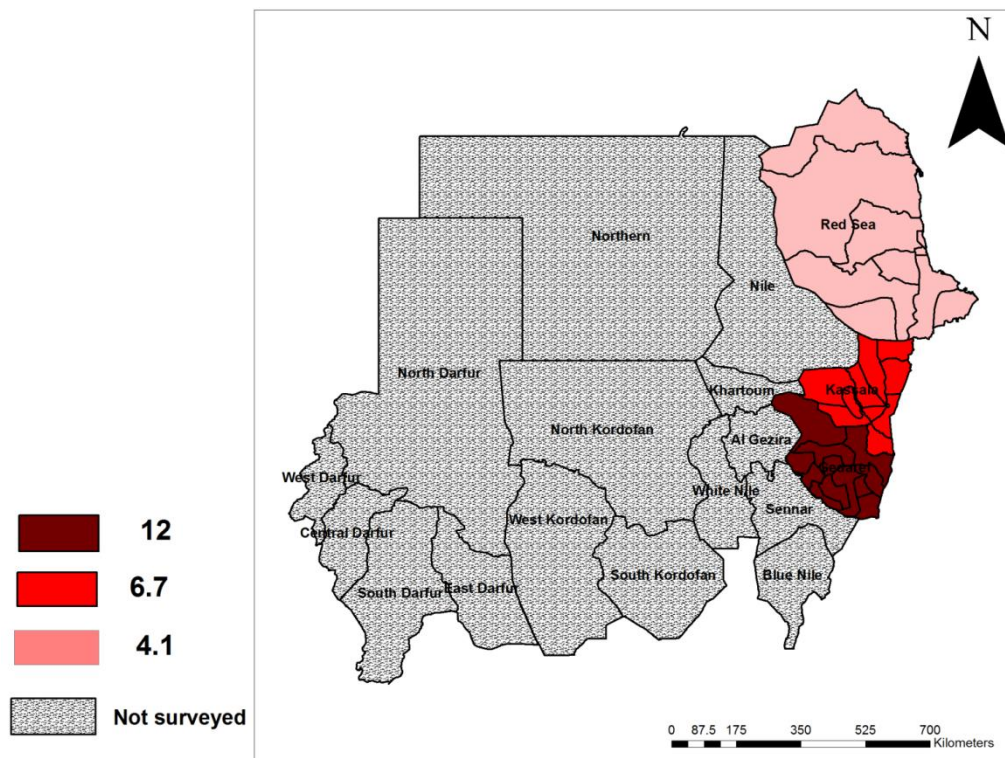 N
Northern
Red Sea
Nile
North Darfur
Khartoum
Kassala
North Kordofan
Al Gezira
Gedaref
West Darfur
White Nile
Sennar
Central Darfur
West Kordofan
South Kordofan
Blue Nile
South Darfur
East Darfur
12
6.7
4.1
Not surveyed
0 87.5 175 350 525 700
Kilometers